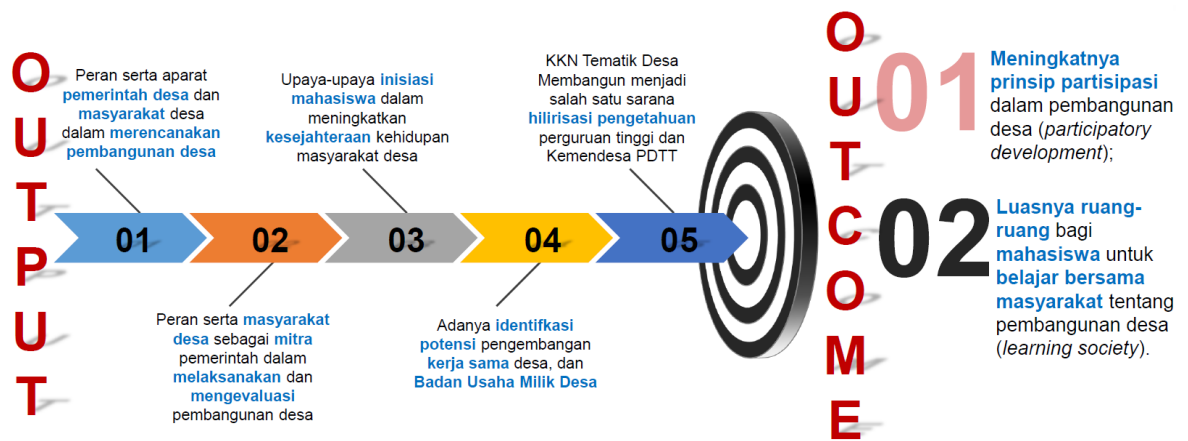 OUTPUT
Peran serta aparat
pemerintah desa dan
masyarakat desa
dalam merencanakan
pembangunan desa
01
Peran serta masyarakat
desa sebagai mitra
pemerintah dalam
melaksanakan dan
mengevaluasi
pembangunan desa
02
Upaya-upaya inisiasi
mahasiswa dalam
meningkatkan
kesejahteraan kehidupan
masyarakat desa
03
Adanya identifkasi
potensi pengembangan
kerja sama desa, dan
Badan Usaha Milik Desa
04
KKN Tematik Desa
Membangun menjadi
salah satu sarana
hilirisasi pengetahuan
perguruan tinggi dan
Kemendesa PDTT
05
OUTCOME
01
Meningkatnya
prinsip partisipasi
dalam pembangunan
desa (participatory
development);
02
Luasnya ruang-
ruang bagi
mahasiswa untuk
belajar bersama
masyarakat tentang
pembangunan desa
(learning society).